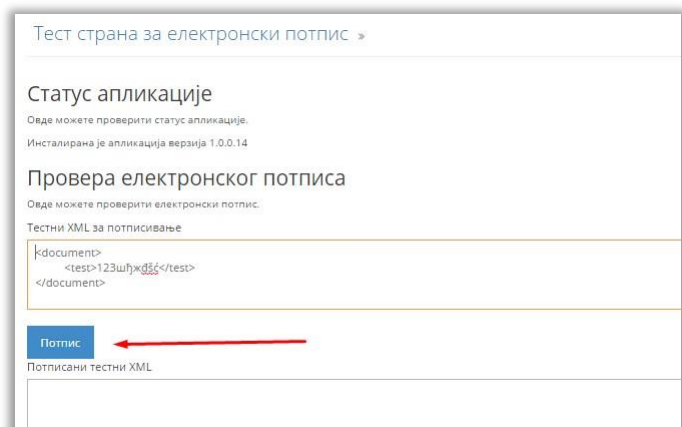 Тест страна за електронски потпис »
Статус апликације
Овде можете проверити статус апликације.
Инсталирана је апликација верзија 1.0.0.14
Провера електронског потписа
Овде можете проверити електронски потпис.
Тестни XML за потписивање
<document>
<test>123шђжđšć</test>
</document>
Потпис
Потписани тестни XML